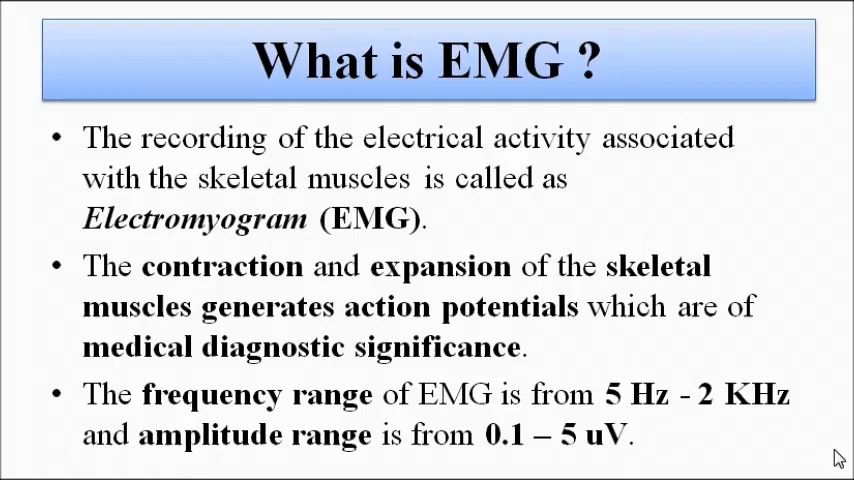 What is EMG ?
• The recording of the electrical activity associated
with the skeletal muscles is called as
Electromyogram (EMG).
• The contraction and expansion of the skeletal
muscles generates action potentials which are of
medical diagnostic significance.
• The frequency range of EMG is from 5 Hz - 2 KHz
and amplitude range is from 0.1 – 5 uV.